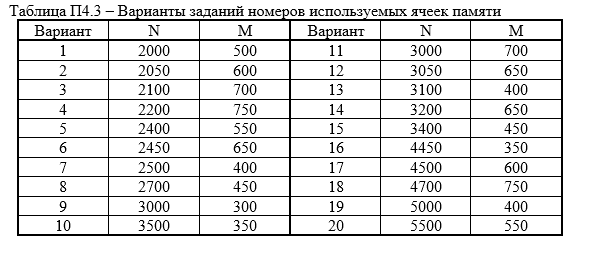 Таблица П4.3 – Варианты заданий номеров используемых ячеек памяти
Вариант N M Вариант N M
1 2000 500 11 3000 700
2 2050 600 12 3050 650
3 2100 700 13 3100 400
4 2200 750 14 3200 650
5 2400 550 15 3400 450
6 2450 650 16 4450 350
7 2500 400 17 4500 600
8 2700 450 18 4700 750
9 3000 300 19 5000 400
10 3500 350 20 5500 550